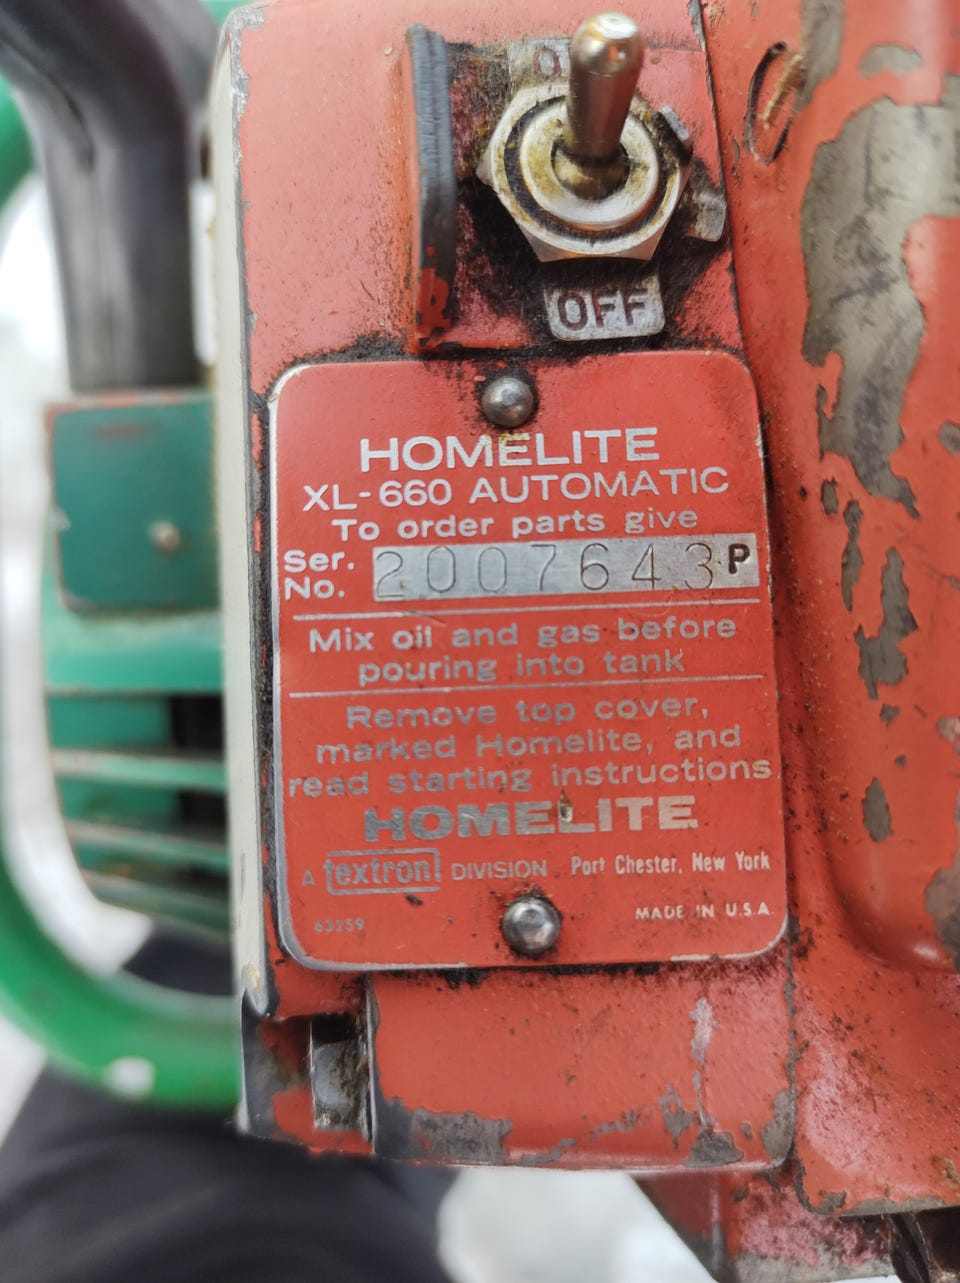 OFF
HOMELITE
XL-660 AUTOMATIC
To order parts give
Ser. No. 2007643 P
Mix oil and gas before
pouring into tank
Remove top cover,
marked Homelite, and
read starting instructions
HOMELITE
A textron DIVISION Port Chester, New York
63259 MADE IN U.S.A.